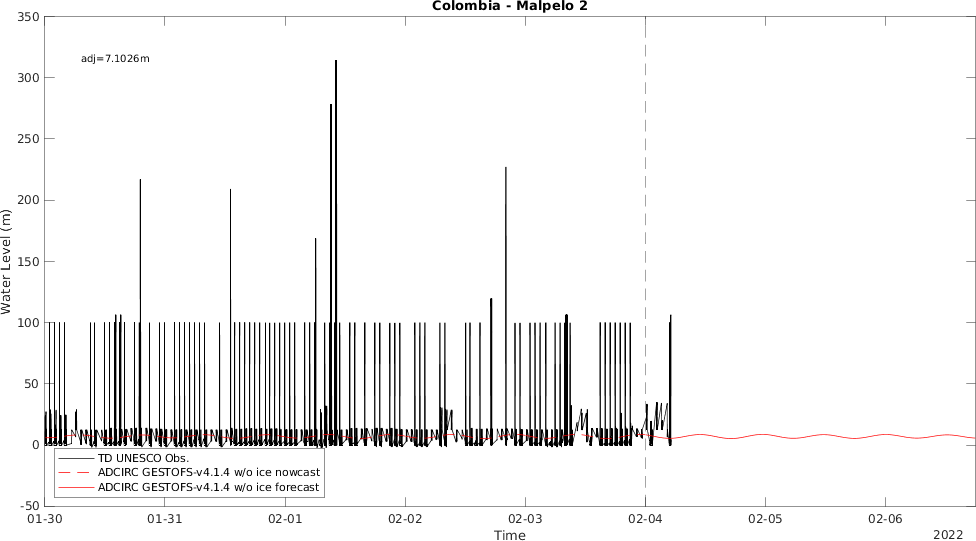 Colombia - Malpelo 2
350
adj=7.1026m
300
250
200
150
100
50
0
-50
Water Level (m)
TD UNESCO Obs.
ADCIRC GESTOFS-v4.1.4 w/o ice nowcast
ADCIRC GESTOFS-v4.1.4 w/o ice forecast
01-30 01-31 02-01 02-02 02-03 02-04 02-05 02-06
Time
2022